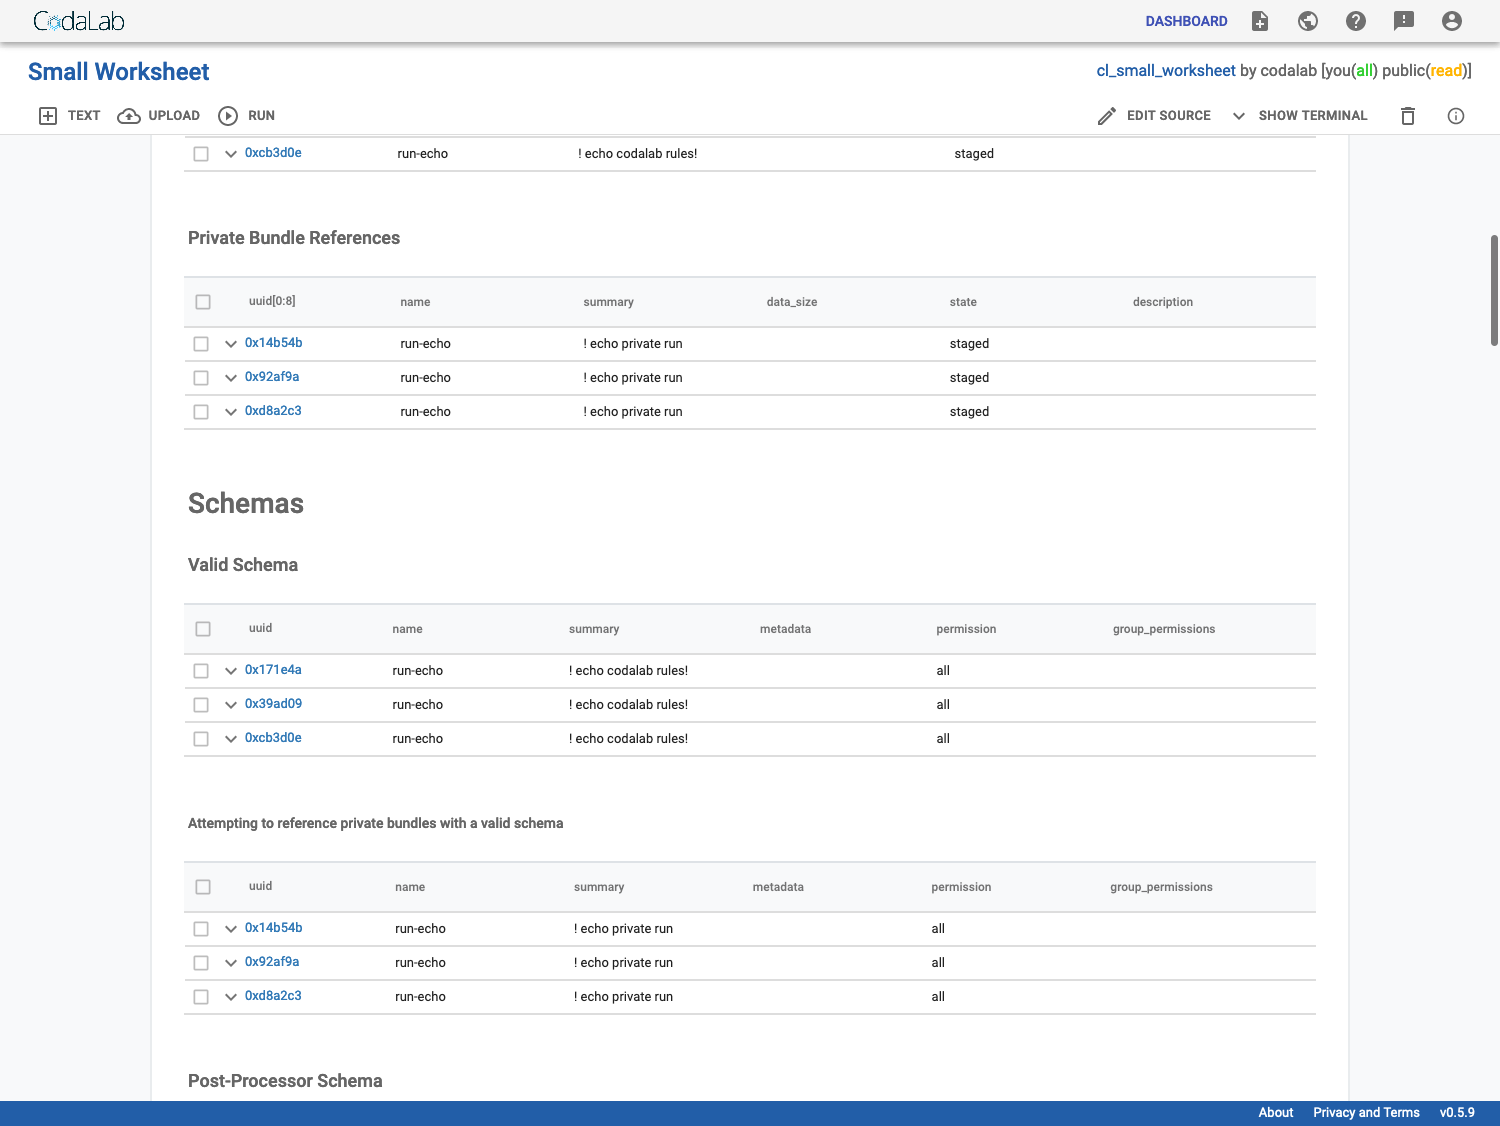 CodaLab DASHBOARD
Small Worksheet cl_small_worksheet by codalab [you(all) public(read)]
TEXT UPLOAD RUN EDIT SOURCE SHOW TERMINAL
0xcb3d0e run-echo ! echo codalab rules! staged
Private Bundle References
uuid[0:8] name summary data_size state description
0x14b54b run-echo ! echo private run staged
0x92af9a run-echo ! echo private run staged
0xd8a2c3 run-echo ! echo private run staged
Schemas
Valid Schema
uuid name summary metadata permission group_permissions
0x171e4a run-echo ! echo codalab rules! all
0x39ad09 run-echo ! echo codalab rules! all
0xcb3d0e run-echo ! echo codalab rules! all
Attempting to reference private bundles with a valid schema
uuid name summary metadata permission group_permissions
0x14b54b run-echo ! echo private run all
0x92af9a run-echo ! echo private run all
0xd8a2c3 run-echo ! echo private run all
Post-Processor Schema
About Privacy and Terms v0.5.9